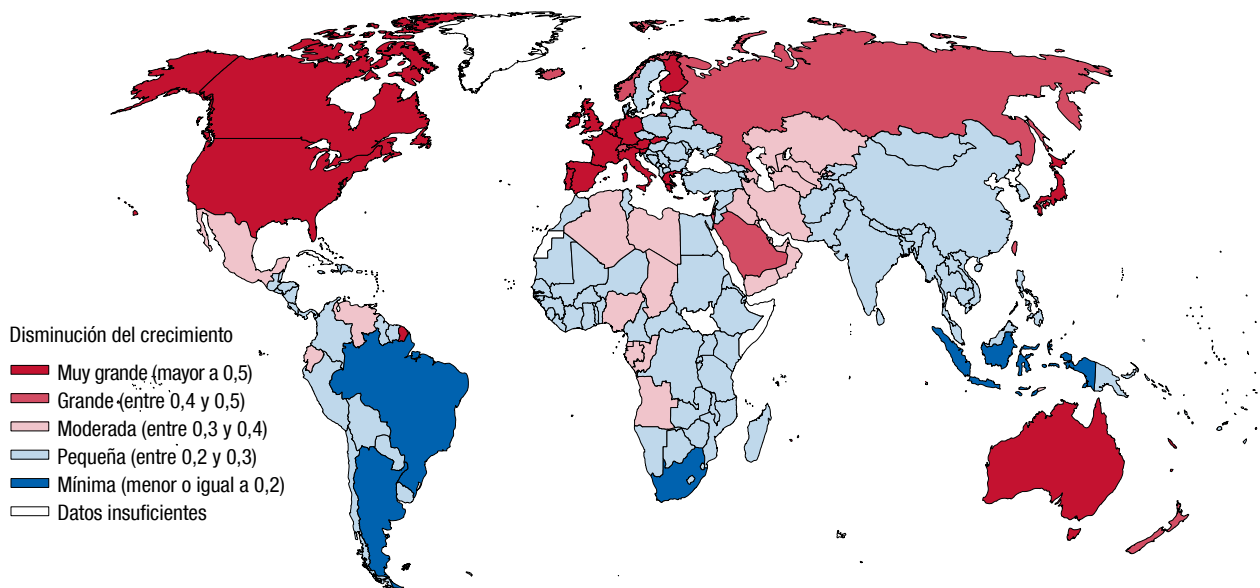 Disminución del crecimiento
Muy grande (mayor a 0,5)
Grande (entre 0,4 y 0,5)
Moderada (entre 0,3 y 0,4)
Pequeña (entre 0,2 y 0,3)
Mínima (menor o igual a 0,2)
Datos insuficientes